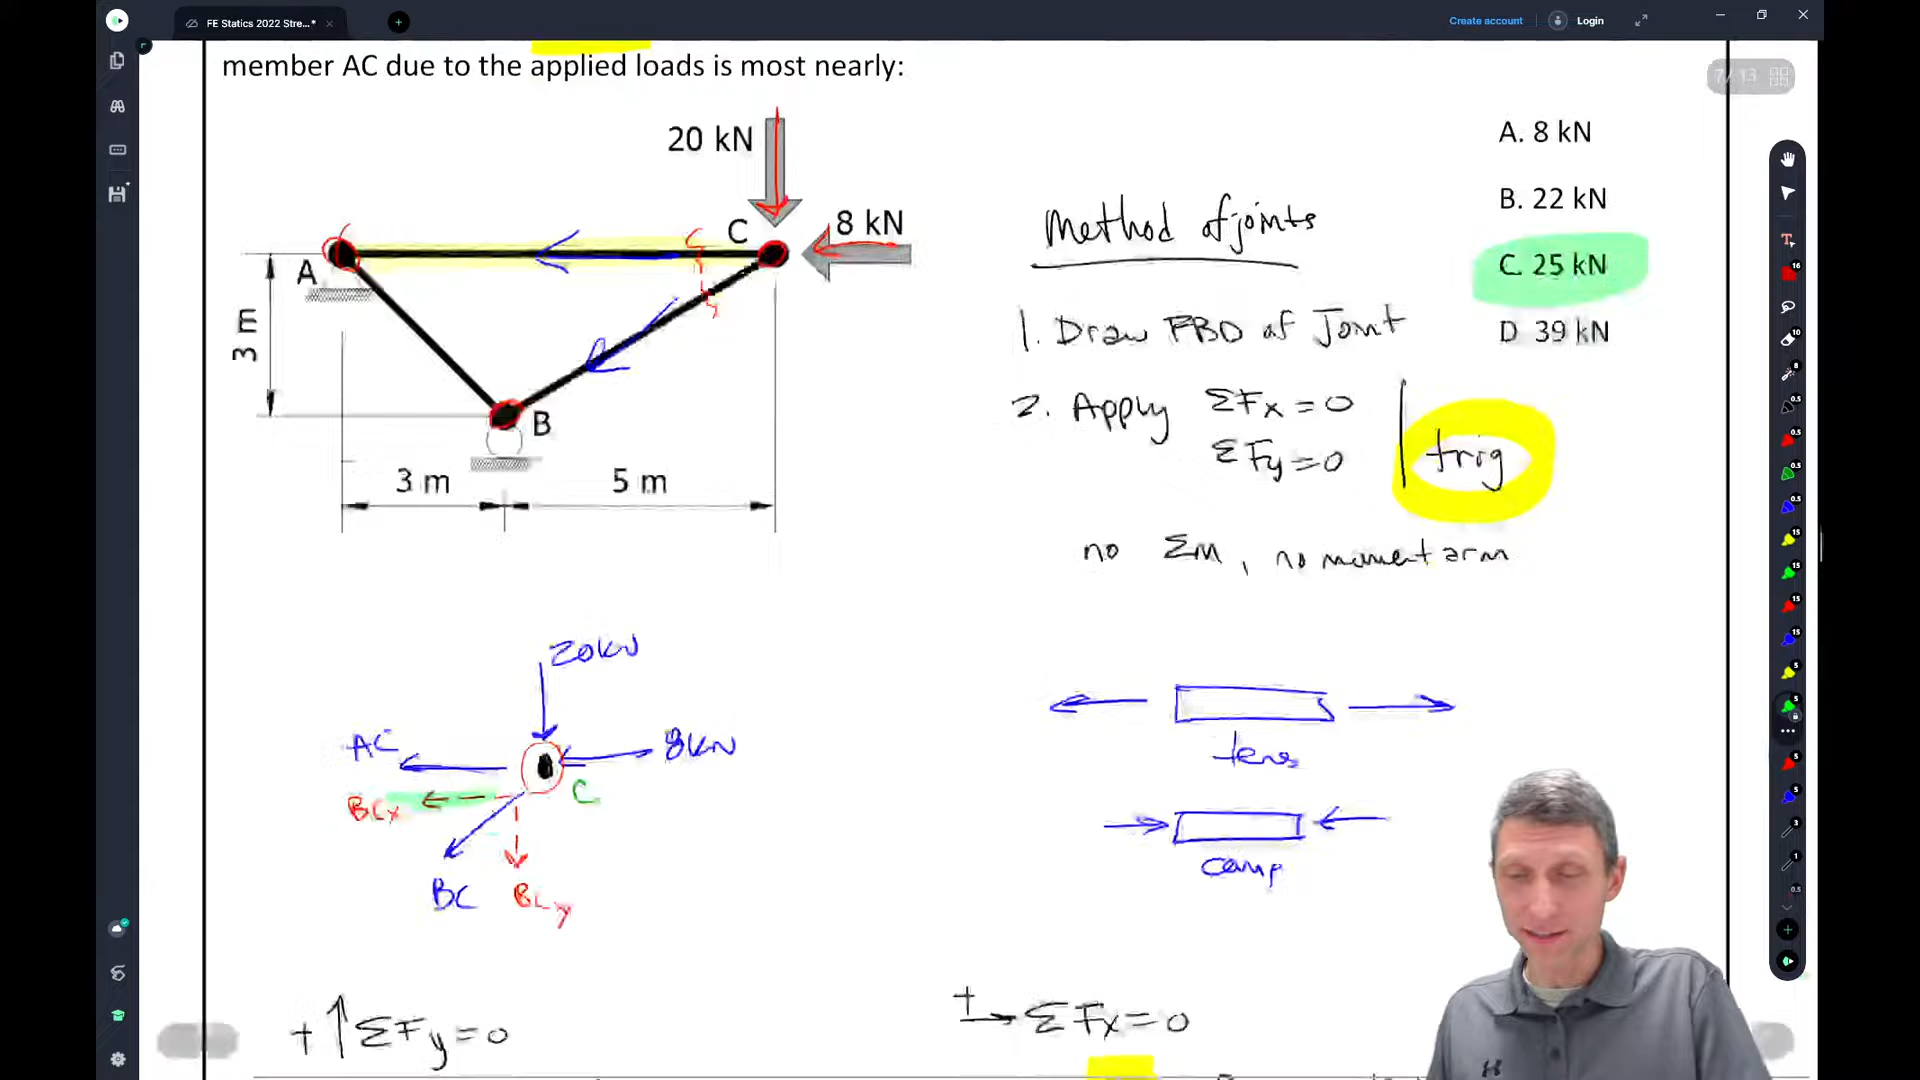 FE Statics 2022 Stre...*
Create account
Login
member AC due to the applied loads is most nearly:
7/13
20 kN
8 kN
C
A
B
3 m
3 m
5 m
A. 8 kN
B. 22 kN
C. 25 kN
D 39 kN
Method of joints
1. Draw FBD of Joint
2. Apply ΣFx = 0
ΣFy = 0
trig
no ΣM, no moment arm
20kN
AC
8kN
BCx
C
BC
BCy
tens
comp
+ ↑ ΣFy = 0
+ → ΣFx = 0